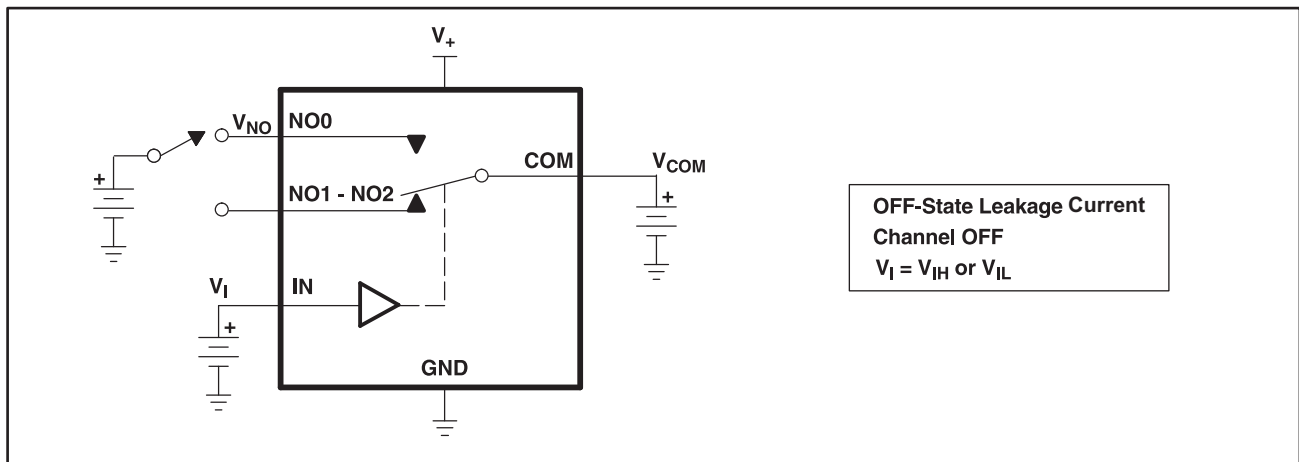 V+
VNO
NO0
COM
VCOM
+
NO1 - NO2
+
VI
IN
+
GND
OFF-State Leakage Current
Channel OFF
VI = VIH or VIL